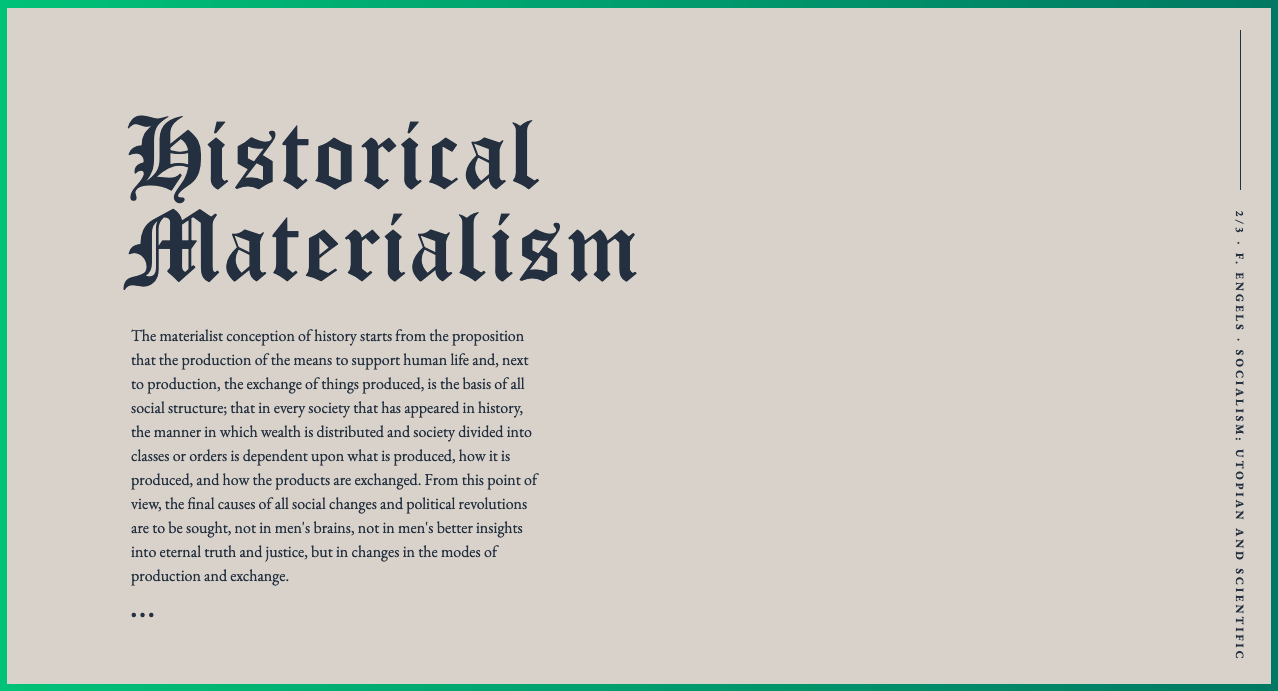 Historical
Materialism
The materialist conception of history starts from the proposition
that the production of the means to support human life and, next
to production, the exchange of things produced, is the basis of all
social structure; that in every society that has appeared in history,
the manner in which wealth is distributed and society divided into
classes or orders is dependent upon what is produced, how it is
produced, and how the products are exchanged. From this point of
view, the final causes of all social changes and political revolutions
are to be sought, not in men's brains, not in men's better insights
into eternal truth and justice, but in changes in the modes of
production and exchange.
•••
2/3 · F. ENGELS · SOCIALISM: UTOPIAN AND SCIENTIFIC